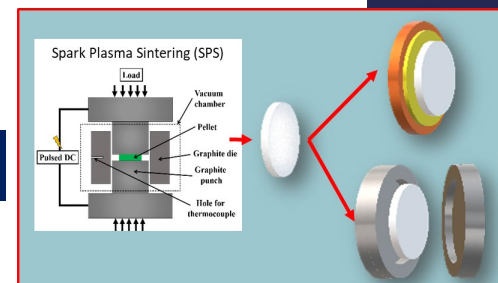 Spark Plasma Sintering (SPS)
Load
Vacuum
chamber
Pellet
Pulsed DC
Graphite die
Graphite
punch
Hole for
thermocouple